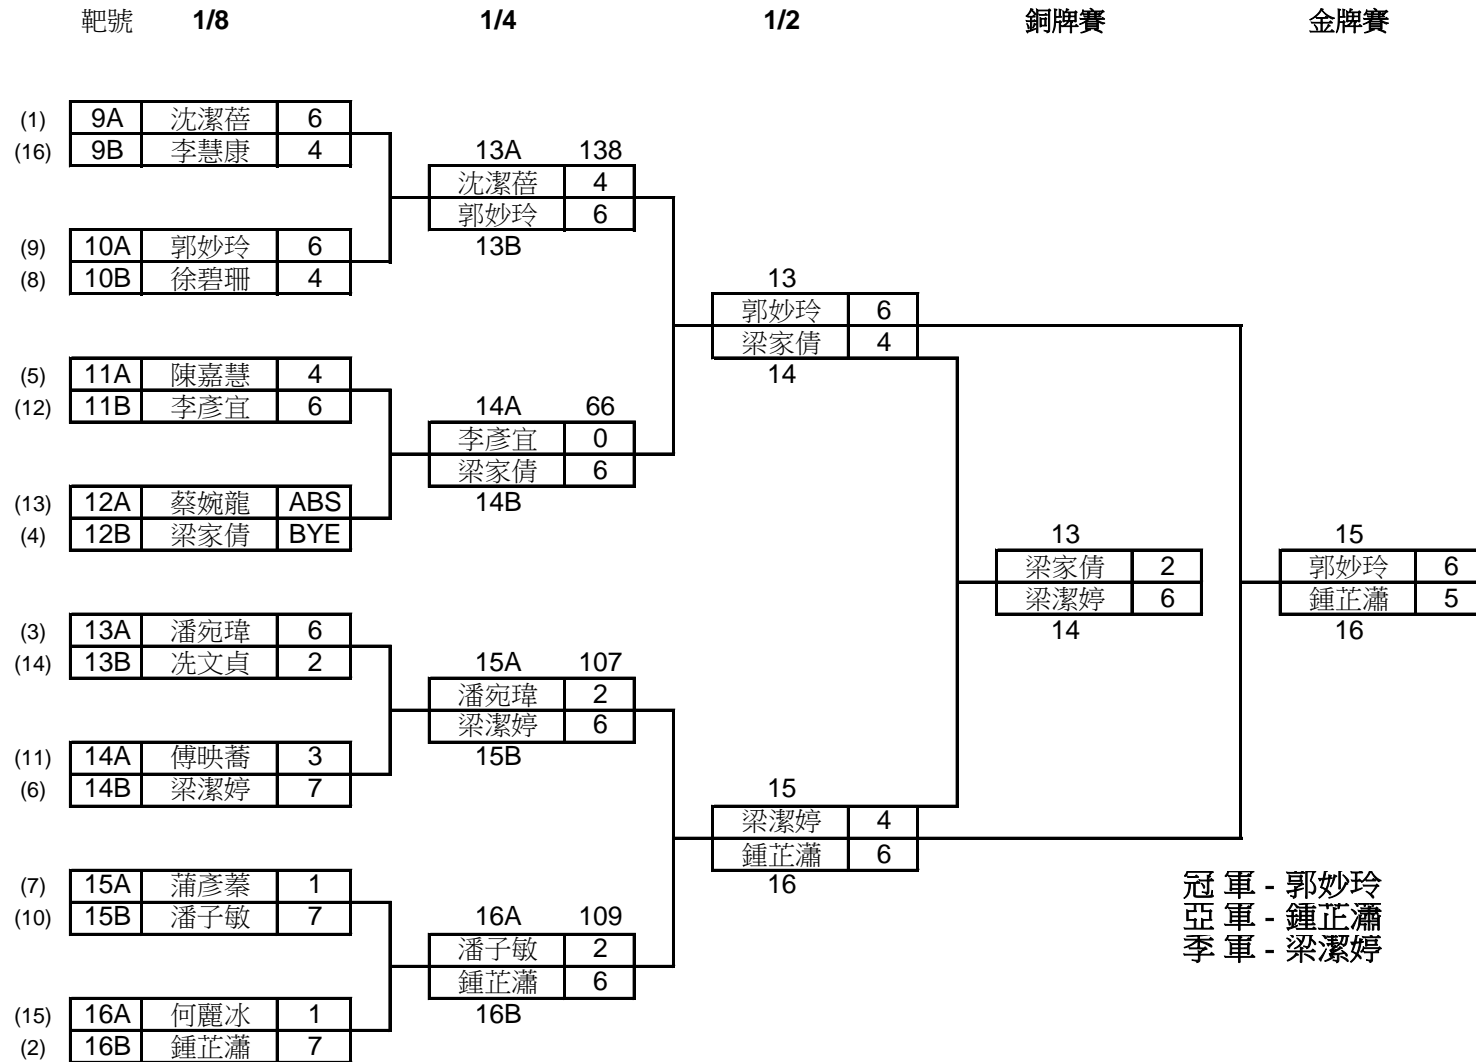 靶號 1/8 1/4 1/2 銅牌賽 金牌賽
(1) 9A 沈潔蓓 6
(16) 9B 李慧康 4 13A 138
沈潔蓓 4
郭妙玲 6
(9) 10A 郭妙玲 6 13B
(8) 10B 徐碧珊 4 13
郭妙玲 6
梁家倩 4
(5) 11A 陳嘉慧 4 14
(12) 11B 李彥宜 6 14A 66
李彥宜 0
梁家倩 6
(13) 12A 蔡婉龍 ABS 14B
(4) 12B 梁家倩 BYE 13 15
梁家倩 2 郭妙玲 6
梁潔婷 6 鍾芷瀟 5
(3) 13A 潘宛瑋 6 14 16
(14) 13B 冼文貞 2 15A 107
潘宛瑋 2
梁潔婷 6
(11) 14A 傅映蕎 3 15B
(6) 14B 梁潔婷 7 15
梁潔婷 4
鍾芷瀟 6
(7) 15A 蒲彥蓁 1 16 冠 軍 - 郭妙玲
(10) 15B 潘子敏 7 16A 109 亞 軍 - 鍾芷瀟
潘子敏 2 季 軍 - 梁潔婷
鍾芷瀟 6
(15) 16A 何麗冰 1 16B
(2) 16B 鍾芷瀟 7